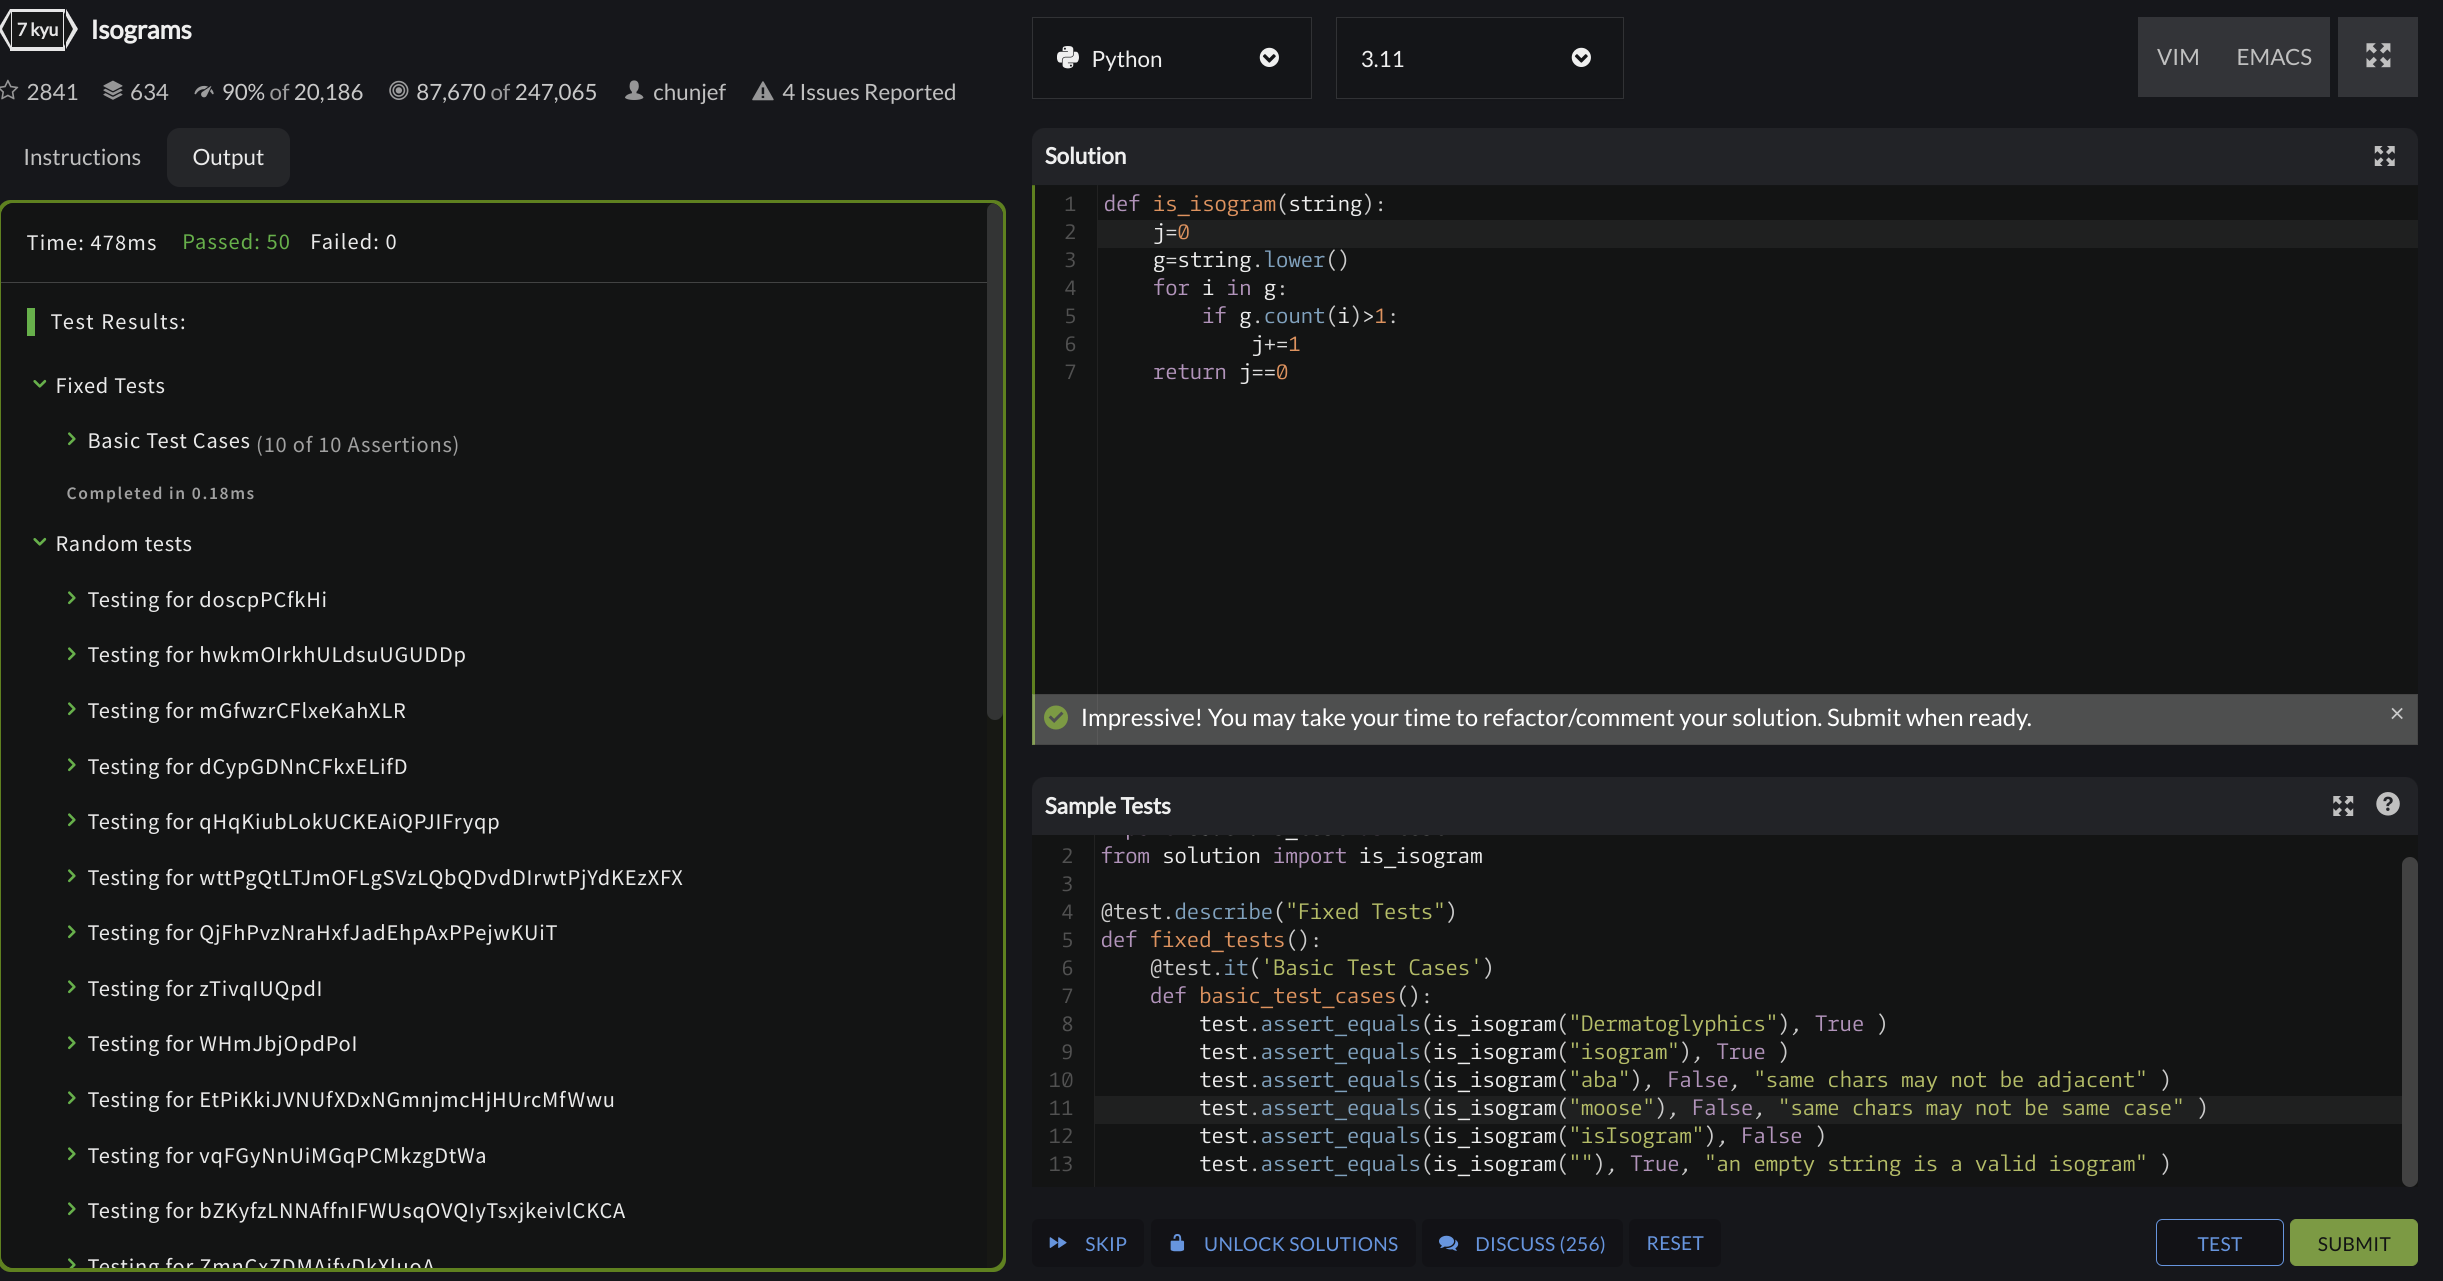 7 kyu Isograms
2841 634 90% of 20,186 87,670 of 247,065 chunjef 4 Issues Reported
Instructions Output
Time: 478ms Passed: 50 Failed: 0
Test Results:
Fixed Tests
Basic Test Cases (10 of 10 Assertions)
Completed in 0.18ms
Random tests
Testing for doscpPCfkHi
Testing for hwkmOIrkhULdsuUGUDDp
Testing for mGfwzrCFlxeKahXLR
Testing for dCypGDNnCFkxELifD
Testing for qHqKiubLokUCKEAiQPJIFryqp
Testing for wttPgQtLTJmOFLgSVzLQbQDvdDIrwtPjYdKEzXFX
Testing for QjFhPvzNraHxfJadEhpAxPPejwKUiT
Testing for zTivqIUQpdI
Testing for WHmJbjOpdPoI
Testing for EtPiKkiJVNUfXDxNGmnjmcHjHUrcMfWwu
Testing for vqFGyNnUiMGqPCMkzgDtWa
Testing for bZKyfzLNNAffnIFWUsqOVQIyTsxjkeivlCKCA
Testing for
Python 3.11 VIM EMACS
Solution
1 def is_isogram(string):
2 j=0
3 g=string.lower()
4 for i in g:
5 if g.count(i)>1:
6 j+=1
7 return j==0
Impressive! You may take your time to refactor/comment your solution. Submit when ready.
Sample Tests
2 from solution import is_isogram
3
4 @test.describe("Fixed Tests")
5 def fixed_tests():
6 @test.it('Basic Test Cases')
7 def basic_test_cases():
8 test.assert_equals(is_isogram("Dermatoglyphics"), True )
9 test.assert_equals(is_isogram("isogram"), True )
10 test.assert_equals(is_isogram("aba"), False, "same chars may not be adjacent" )
11 test.assert_equals(is_isogram("moose"), False, "same chars may not be same case" )
12 test.assert_equals(is_isogram("isIsogram"), False )
13 test.assert_equals(is_isogram(""), True, "an empty string is a valid isogram" )
SKIP UNLOCK SOLUTIONS DISCUSS (256) RESET TEST SUBMIT